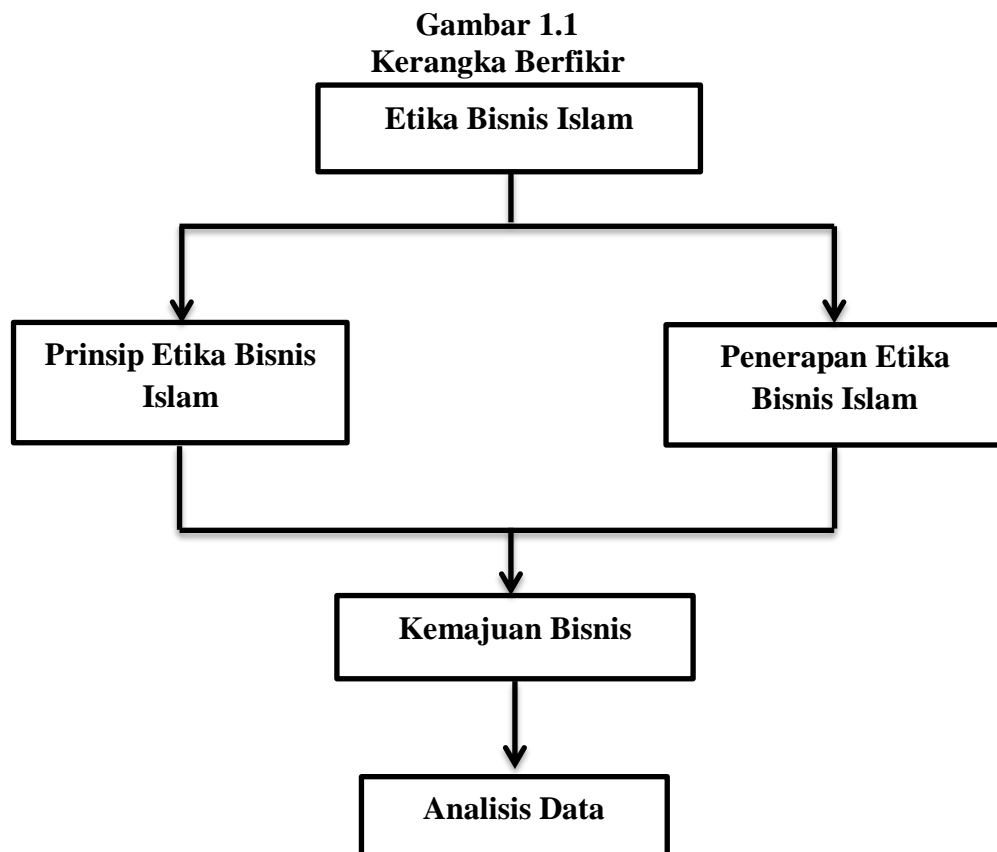 Gambar 1.1
Kerangka Berfikir
Etika Bisnis Islam
Prinsip Etika Bisnis
Islam
Penerapan Etika
Bisnis Islam
Kemajuan Bisnis
Analisis Data